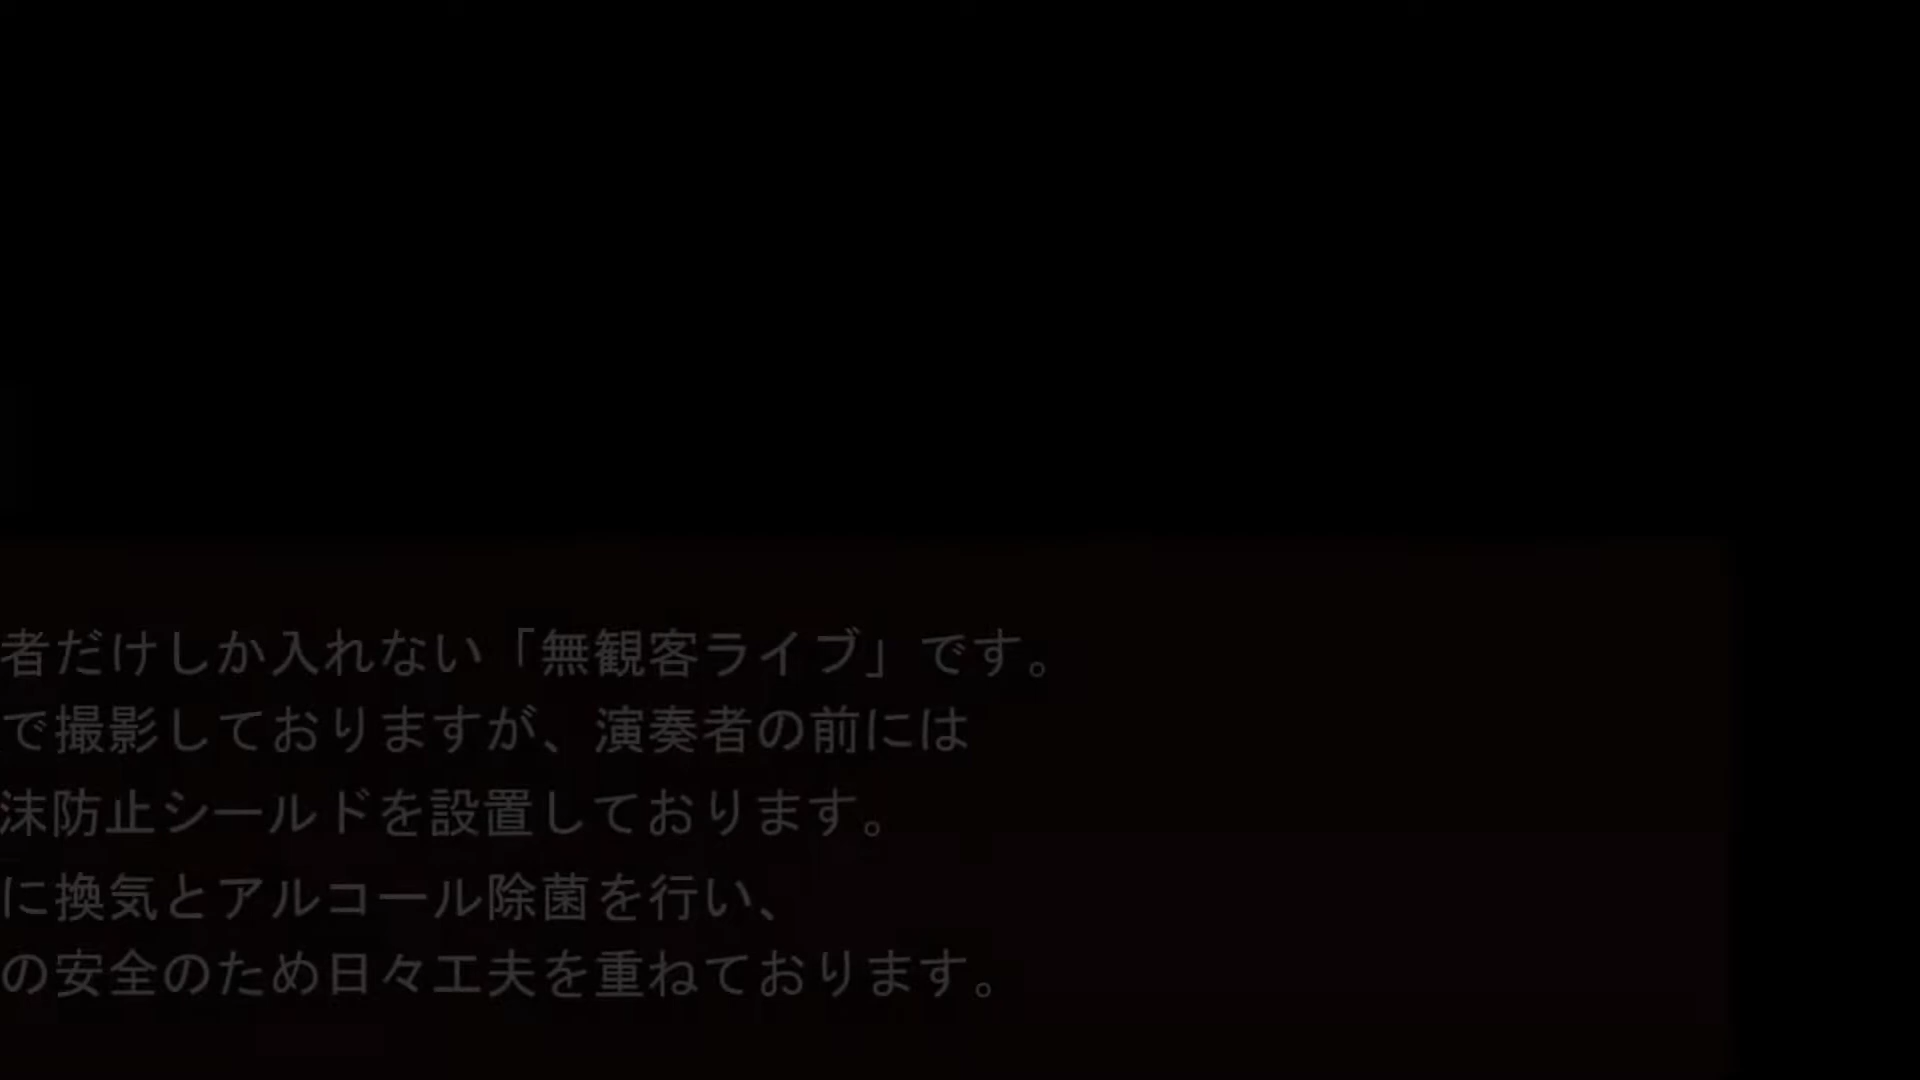 者だけしか入れない「無観客ライブ」です。
で撮影しておりますが、演奏者の前には
沫防止シールドを設置しております。
に換気とアルコール除菌を行い、
の安全のため日々工夫を重ねております。